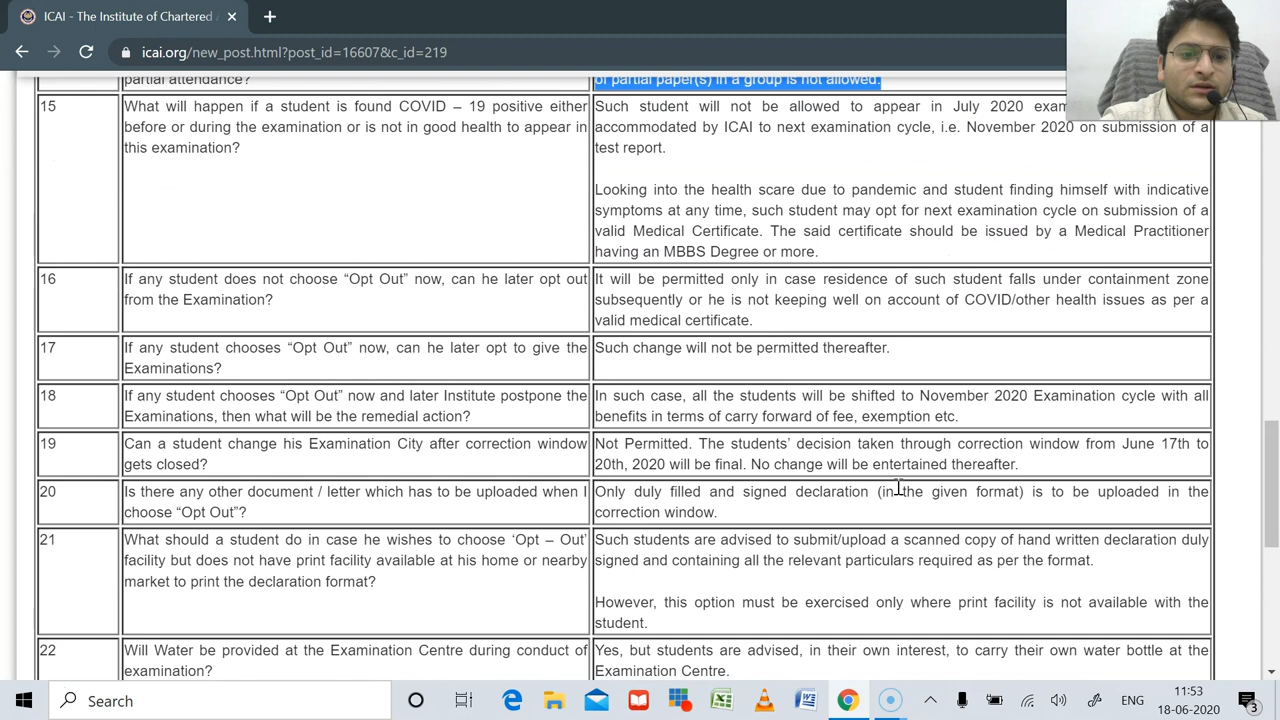 ICAI - The Institute of Chartered A
icai.org/new_post.html?post_id=16607&c_id=219
partial attendance?
of partial paper(s) in a group is not allowed.
15
What will happen if a student is found COVID – 19 positive either
before or during the examination or is not in good health to appear in
this examination?
Such student will not be allowed to appear in July 2020
accommodated by ICAI to next examination cycle, i.e. November 2020 on submission of a
test report.
Looking into the health scare due to pandemic and student finding himself with indicative
symptoms at any time, such student may opt for next examination cycle on submission of a
valid Medical Certificate. The said certificate should be issued by a Medical Practitioner
having an MBBS Degree or more.
16
If any student does not choose “Opt Out” now, can he later opt out
from the Examination?
It will be permitted only in case residence of such student falls under containment zone
subsequently or he is not keeping well on account of COVID/other health issues as per a
valid medical certificate.
17
If any student chooses “Opt Out” now, can he later opt to give the
Examinations?
Such change will not be permitted thereafter.
18
If any student chooses “Opt Out” now and later Institute postpone the
Examinations, then what will be the remedial action?
In such case, all the students will be shifted to November 2020 Examination cycle with all
benefits in terms of carry forward of fee, exemption etc.
19
Can a student change his Examination City after correction window
gets closed?
Not Permitted. The students’ decision taken through correction window from June 17th to
20th, 2020 will be final. No change will be entertained thereafter.
20
Is there any other document / letter which has to be uploaded when I
choose “Opt Out”?
Only duly filled and signed declaration (in the given format) is to be uploaded in the
correction window.
21
What should a student do in case he wishes to choose ‘Opt – Out’
facility but does not have print facility available at his home or nearby
market to print the declaration format?
Such students are advised to submit/upload a scanned copy of hand written declaration duly
signed and containing all the relevant particulars required as per the format.
However, this option must be exercised only where print facility is not available with the
student.
22
Will Water be provided at the Examination Centre during conduct of
examination?
Yes, but students are advised, in their own interest, to carry their own water bottle at the
Examination Centre.
Search
ENG
11:53
18-06-2020
3